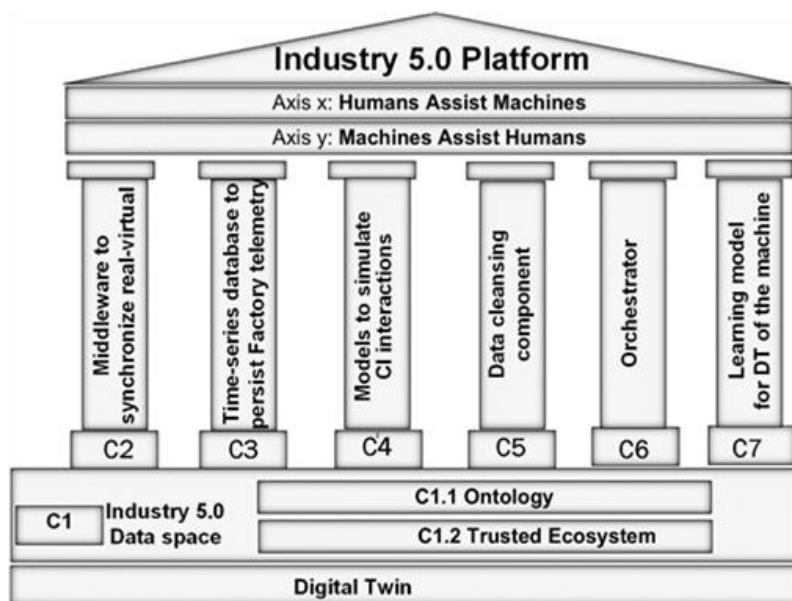 Industry 5.0 Platform
Axis x: Humans Assist Machines
Axis y: Machines Assist Humans
Middleware to
synchronize real-virtual
Time-series database to
persist Factory telemetry
Models to simulate
CI interactions
Data cleansing
component
Orchestrator
Learning model
for DT of the machine
C2
C3
C4
C5
C6
C7
C1
Industry 5.0
Data space
C1.1 Ontology
C1.2 Trusted Ecosystem
Digital Twin